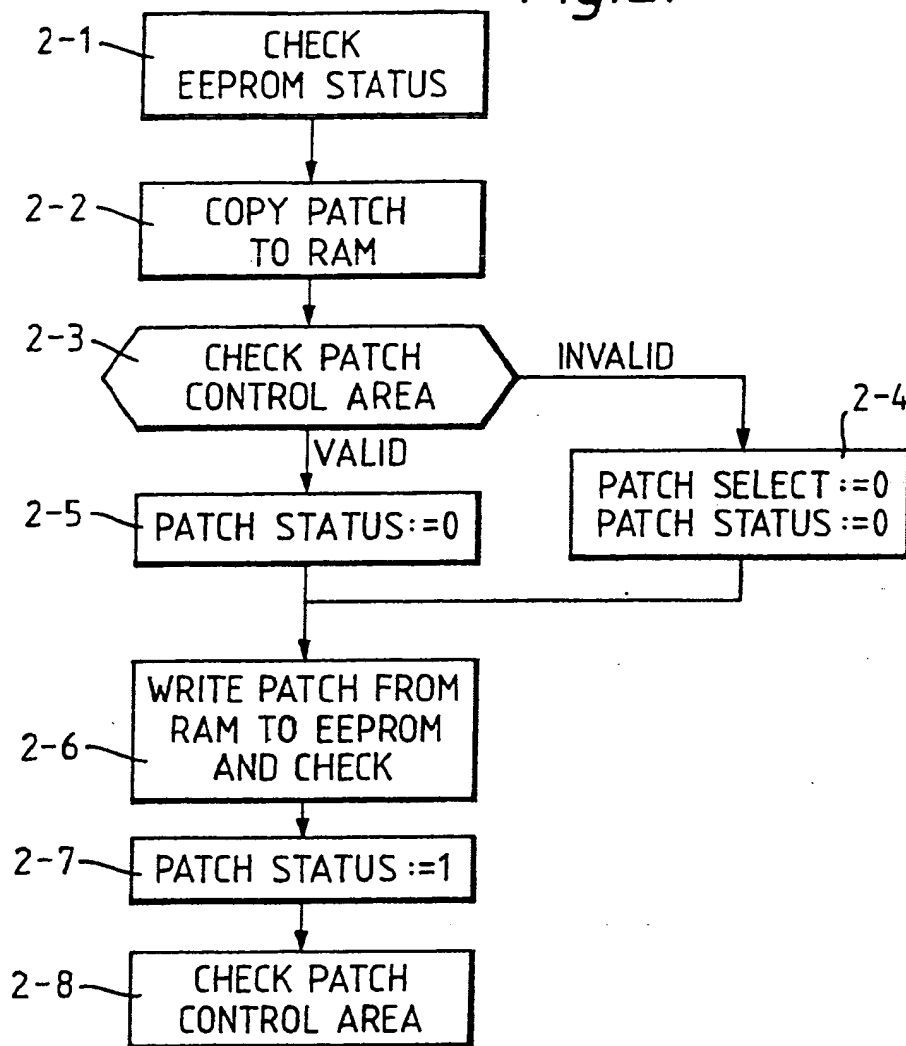 Fig.2.
2-1
CHECK
EEPROM STATUS
2-2
COPY PATCH
TO RAM
2-3
CHECK PATCH
CONTROL AREA
INVALID
VALID
2-4
PATCH SELECT :=0
PATCH STATUS :=0
2-5
PATCH STATUS :=0
2-6
WRITE PATCH FROM
RAM TO EEPROM
AND CHECK
2-7
PATCH STATUS :=1
2-8
CHECK PATCH
CONTROL AREA